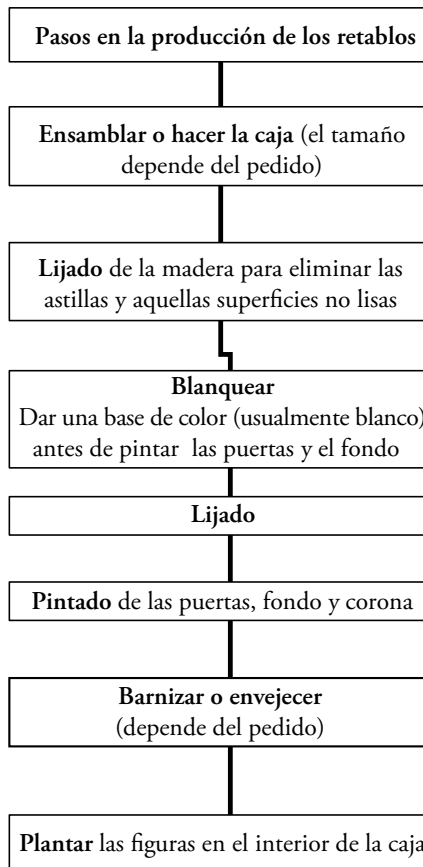 Pasos en la producción de los retablos
Ensamblar o hacer la caja (el tamaño
depende del pedido)
Lijado de la madera para eliminar las
astillas y aquellas superficies no lisas
Blanquear
Dar una base de color (usualmente blanco)
antes de pintar las puertas y el fondo
Lijado
Pintado de las puertas, fondo y corona
Barnizar o envejecer
(depende del pedido)
Plantar las figuras en el interior de la caja